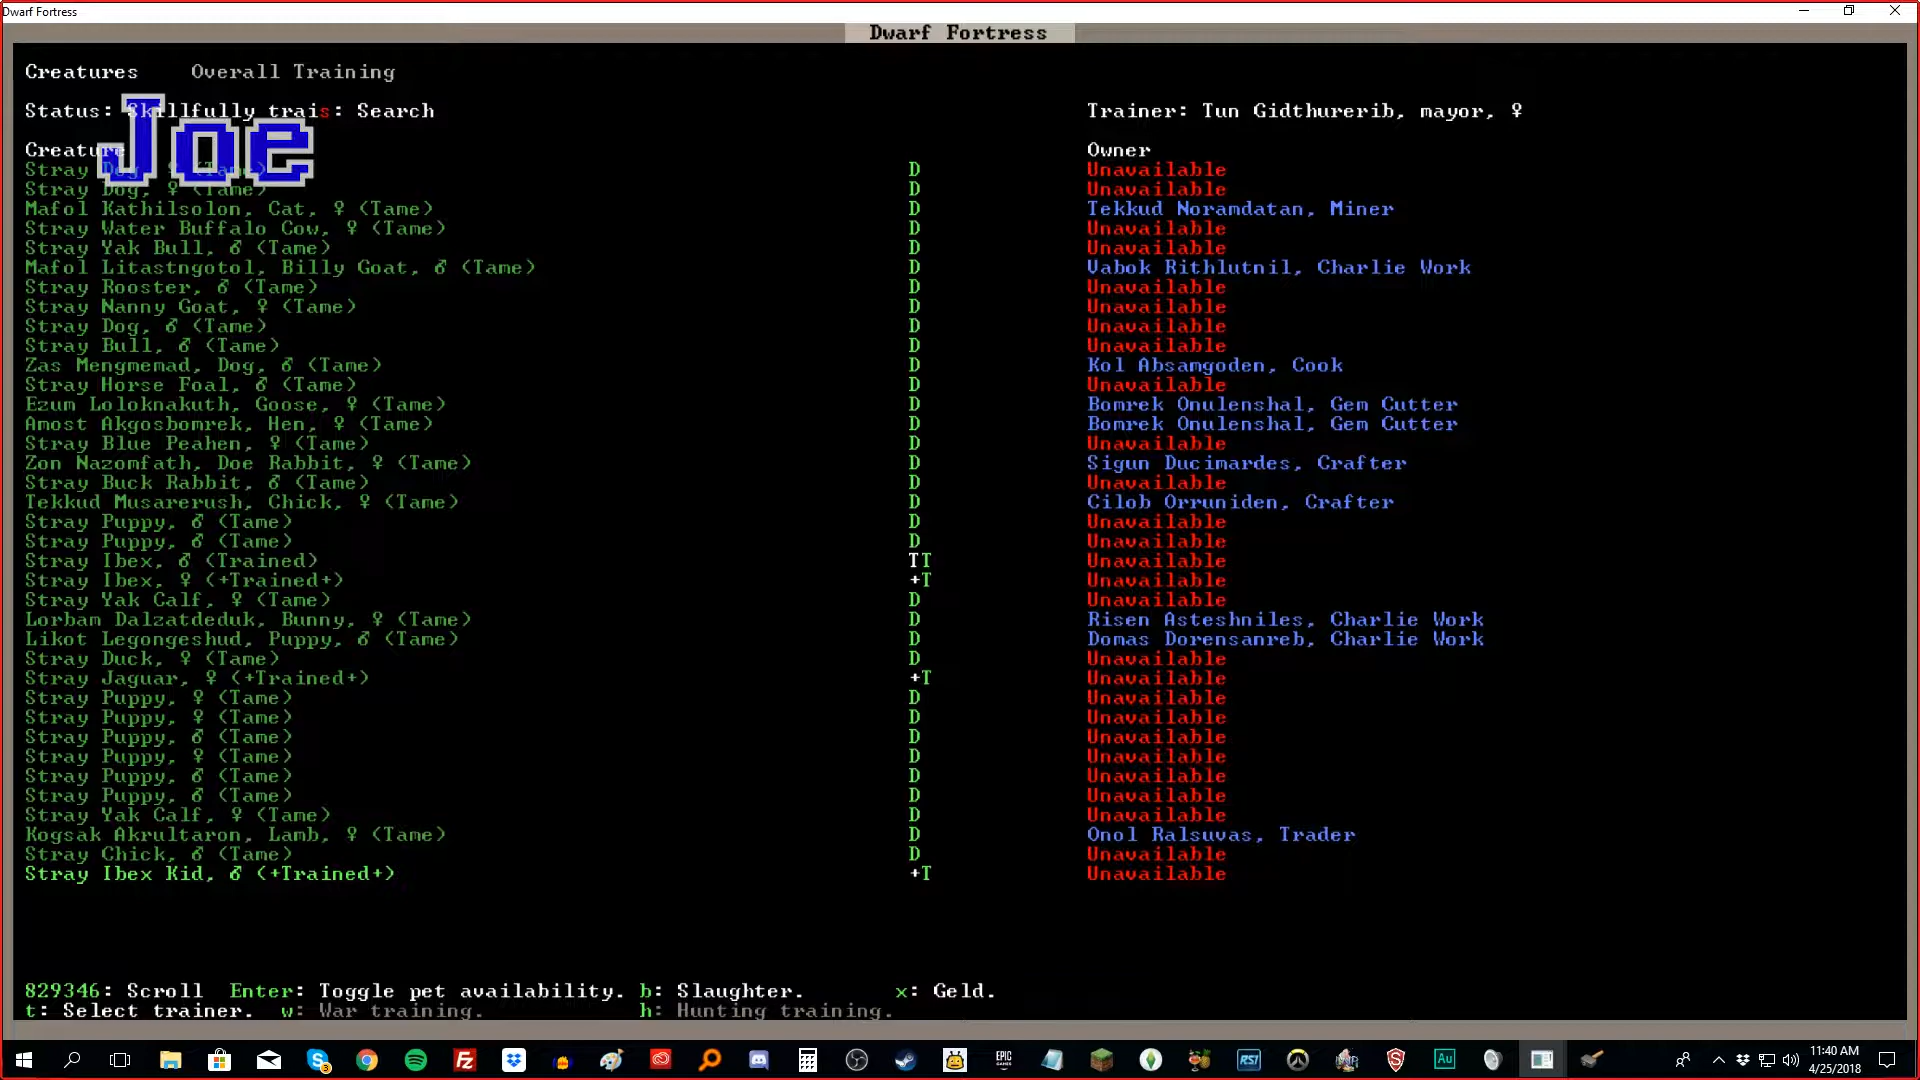 Dwarf Fortress
Dwarf Fortress
Creatures Overall Training
Status: Skillfully trais: Search Trainer: Tun Gidthurerib, mayor, ♀
Joe
Creature Owner
Stray Dog, ♀ (Tame) D Unavailable
Stray Dog, ♀ (Tame) D Unavailable
Mafol Kathilsolon, Cat, ♀ (Tame) D Tekkud Noramdatan, Miner
Stray Water Buffalo Cow, ♀ (Tame) D Unavailable
Stray Yak Bull, ♂ (Tame) D Unavailable
Mafol Litastngotol, Billy Goat, ♂ (Tame) D Vabok Rithlutnil, Charlie Work
Stray Rooster, ♂ (Tame) D Unavailable
Stray Nanny Goat, ♀ (Tame) D Unavailable
Stray Dog, ♂ (Tame) D Unavailable
Stray Bull, ♂ (Tame) D Unavailable
Zas Mengmemad, Dog, ♂ (Tame) D Kol Absamgoden, Cook
Stray Horse Foal, ♂ (Tame) D Unavailable
Ezum Loloknakuth, Goose, ♀ (Tame) D Bomrek Onulenshal, Gem Cutter
Amost Akgosbomrek, Hen, ♀ (Tame) D Bomrek Onulenshal, Gem Cutter
Stray Blue Peahen, ♀ (Tame) D Unavailable
Zon Nazomfath, Doe Rabbit, ♀ (Tame) D Sigun Ducimardes, Crafter
Stray Buck Rabbit, ♂ (Tame) D Unavailable
Tekkud Musarerush, Chick, ♀ (Tame) D Cilob Orruniden, Crafter
Stray Puppy, ♂ (Tame) D Unavailable
Stray Puppy, ♂ (Tame) D Unavailable
Stray Ibex, ♂ (Trained) TT Unavailable
Stray Ibex, ♀ (+Trained+) +T Unavailable
Stray Yak Calf, ♀ (Tame) D Unavailable
Lorbam Dalzatdeduk, Bunny, ♀ (Tame) D Risen Asteshniles, Charlie Work
Likot Legongeshud, Puppy, ♂ (Tame) D Domas Dorensanreb, Charlie Work
Stray Duck, ♀ (Tame) D Unavailable
Stray Jaguar, ♀ (+Trained+) +T Unavailable
Stray Puppy, ♀ (Tame) D Unavailable
Stray Puppy, ♀ (Tame) D Unavailable
Stray Puppy, ♂ (Tame) D Unavailable
Stray Puppy, ♀ (Tame) D Unavailable
Stray Puppy, ♂ (Tame) D Unavailable
Stray Puppy, ♂ (Tame) D Unavailable
Stray Yak Calf, ♀ (Tame) D Unavailable
Kogsak Akrultaron, Lamb, ♀ (Tame) D Onol Ralsuvas, Trader
Stray Chick, ♂ (Tame) D Unavailable
Stray Ibex Kid, ♂ (+Trained+) +T Unavailable
829346: Scroll Enter: Toggle pet availability. b: Slaughter. x: Geld.
t: Select trainer. w: War training. h: Hunting training.
11:40 AM
4/25/2018